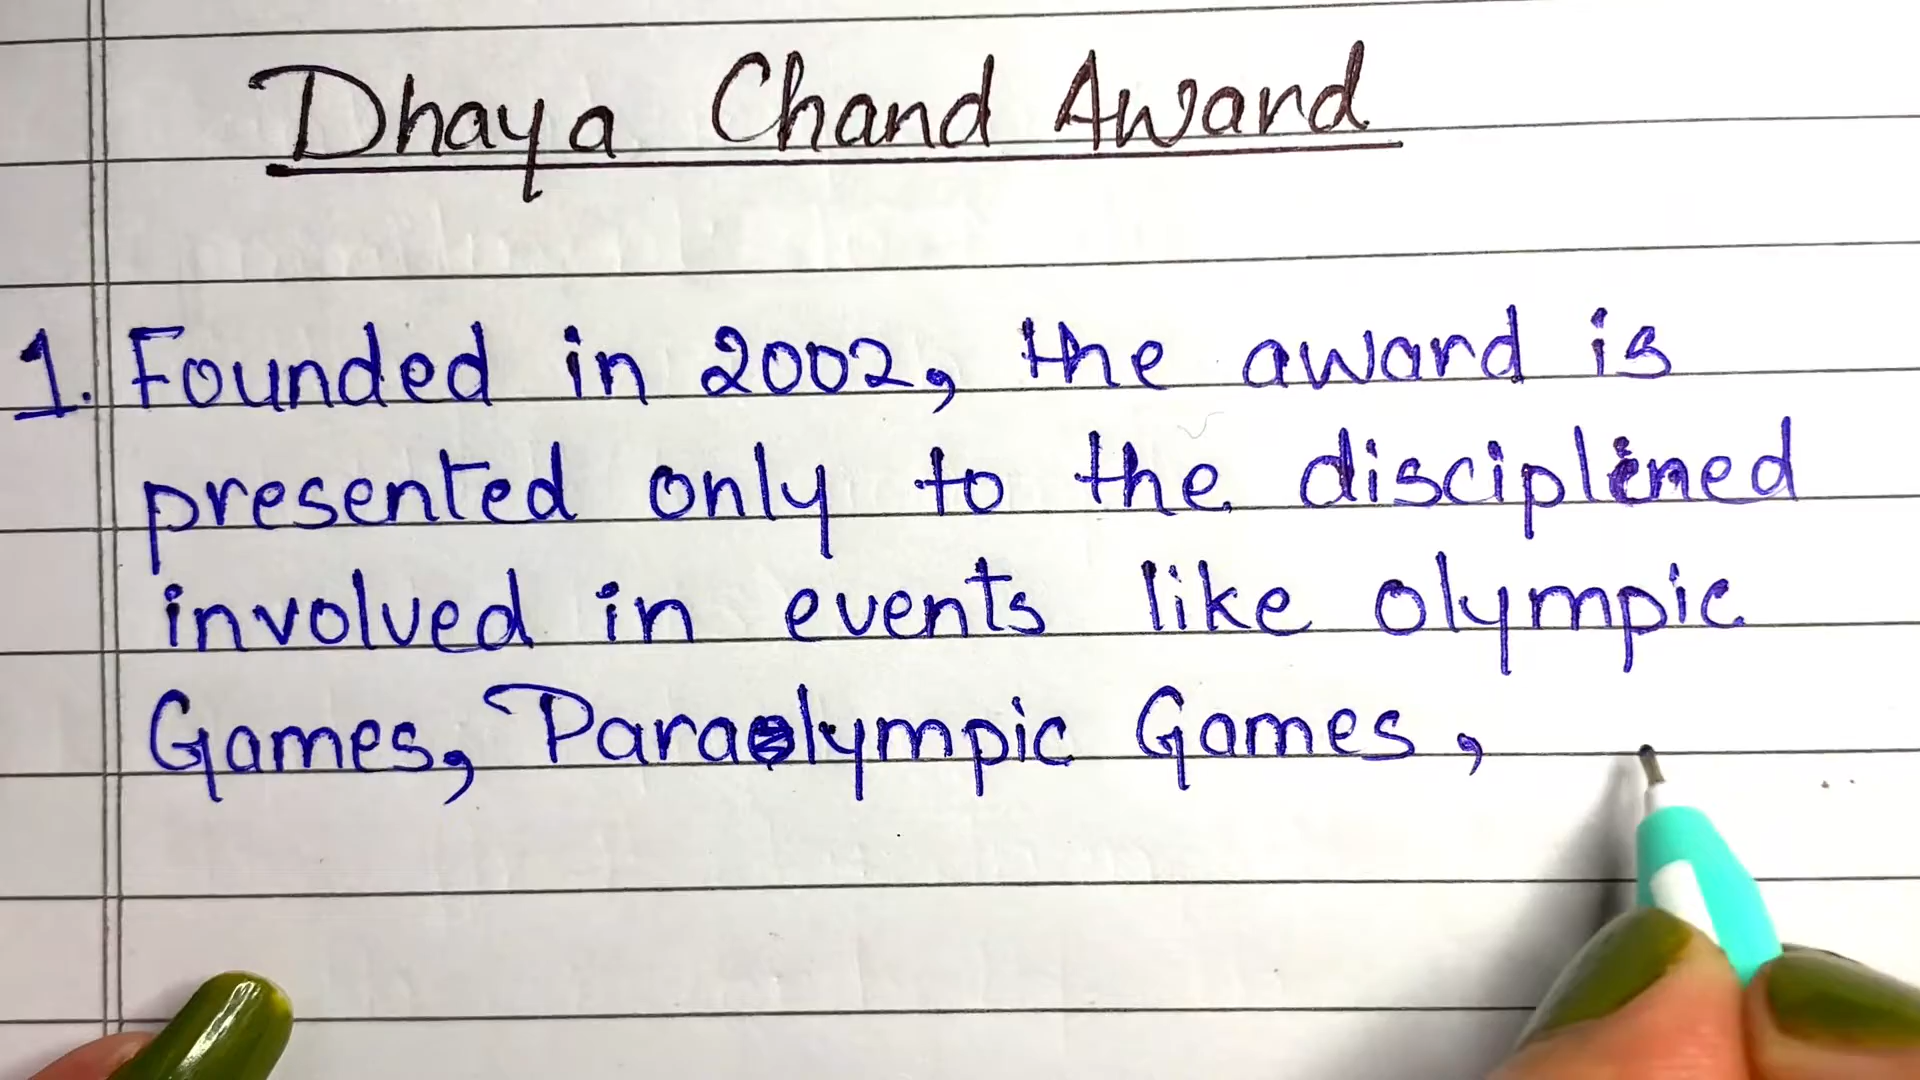 Dhaya Chand Award
1. Founded in 2002, the award is
presented only to the disciplined
involved in events like olympic
Games, Paraolympic Games,